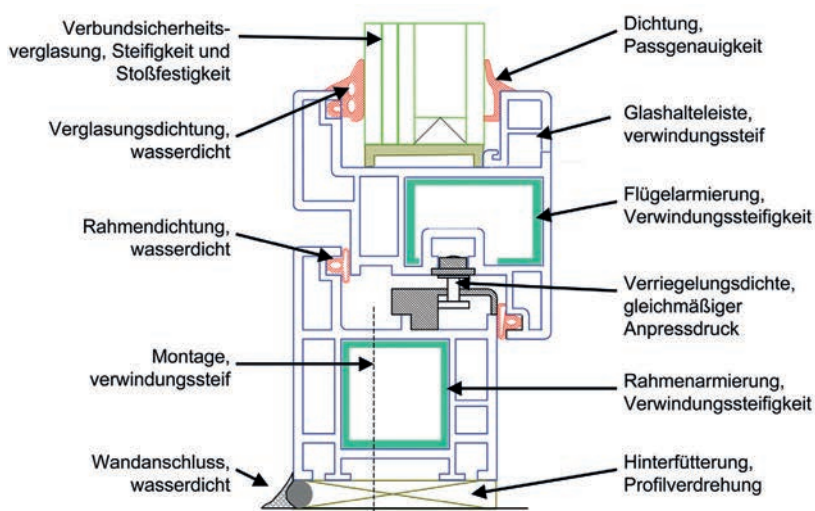 Verbundsicherheits-
verglasung, Steifigkeit und
Stoßfestigkeit
Verglasungsdichtung,
wasserdicht
Rahmendichtung,
wasserdicht
Montage,
verwindungssteif
Wandanschluss,
wasserdicht
Dichtung,
Passgenauigkeit
Glashalteleiste,
verwindungssteif
Flügelarmierung,
Verwindungssteifigkeit
Verriegelungsdichte,
gleichmäßiger
Anpressdruck
Rahmenarmierung,
Verwindungssteifigkeit
Hinterfütterung,
Profilverdrehung